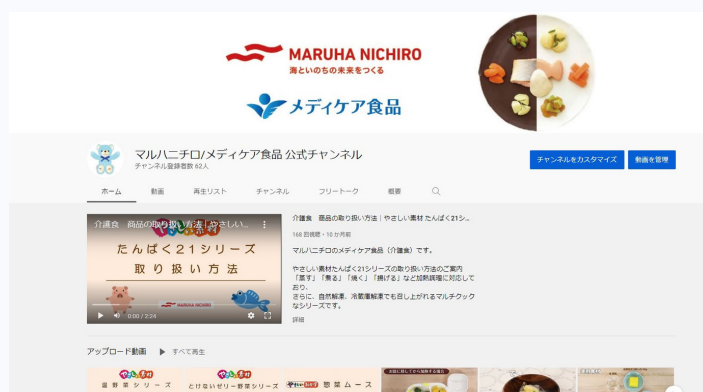 MARUHA NICHIRO
海といのちの未来をつくる
メディケア食品
マルハニチロ/メディケア食品 公式チャンネル
チャンネル登録者数 62人
チャンネルをカスタマイズ
動画を管理
ホーム 動画 再生リスト チャンネル フリートーク 概要
介護食 商品の取り扱い方法｜やさしい...
たんぱく21シリーズ
取り扱い方法
MARUHA NICHIRO
0:00 / 2:24
介護食 商品の取り扱い方法｜やさしい素材 たんぱく21シ...
168 回視聴・10 か月前
マルハニチロのメディケア食品（介護食）です。
やさしい素材たんぱく21シリーズの取り扱い方法のご案内
「蒸す」「煮る」「焼く」「揚げる」など加熱調理に対応して
おり、
さらに、自然解凍、冷蔵庫解凍でも召し上がれるマルチクック
なシリーズです。
詳細
アップロード動画 すべて再生
やさしい素材
温野菜シリーズ
やさしい素材
とけないゼリー野菜シリーズ
惣菜ムース